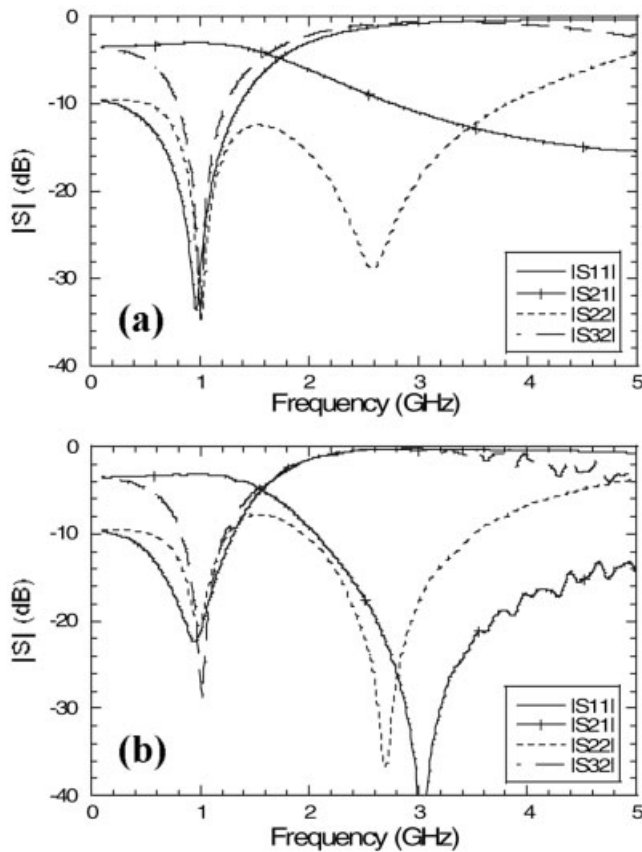 0
-10
-20
-30
-40
|S| (dB)
(a)
|S11|
|S21|
|S22|
|S32|
0 1 2 3 4 5
Frequency (GHz)
0
-10
-20
-30
-40
|S| (dB)
(b)
|S11|
|S21|
|S22|
|S32|
0 1 2 3 4 5
Frequency (GHz)